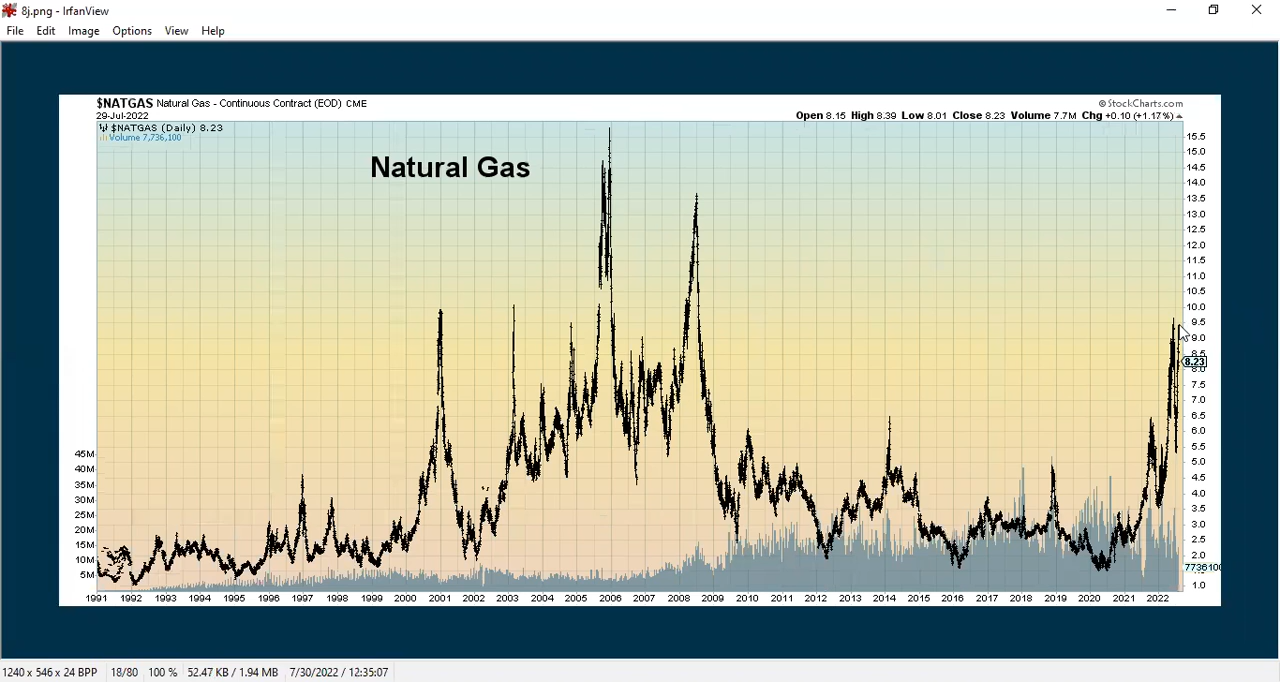 8j.png - IrfanView
File Edit Image Options View Help
$NATGAS Natural Gas - Continuous Contract (EOD) CME
© StockCharts.com
29-Jul-2022
Open 8.15 High 8.39 Low 8.01 Close 8.23 Volume 7.7M Chg +0.10 (+1.17%)
$NATGAS (Daily) 8.23
Volume 7,736,100
Natural Gas
15.5
15.0
14.5
14.0
13.5
13.0
12.5
12.0
11.5
11.0
10.5
10.0
9.5
9.0
8.5
8.23
8.0
7.5
7.0
6.5
6.0
5.5
5.0
4.5
4.0
3.5
3.0
2.5
2.0
7736100
1.0
45M
40M
35M
30M
25M
20M
15M
10M
5M
1991 1992 1993 1994 1995 1996 1997 1998 1999 2000 2001 2002 2003 2004 2005 2006 2007 2008 2009 2010 2011 2012 2013 2014 2015 2016 2017 2018 2019 2020 2021 2022
1240 x 546 x 24 BPP 18/80 100 % 52.47 KB / 1.94 MB 7/30/2022 / 12:35:07